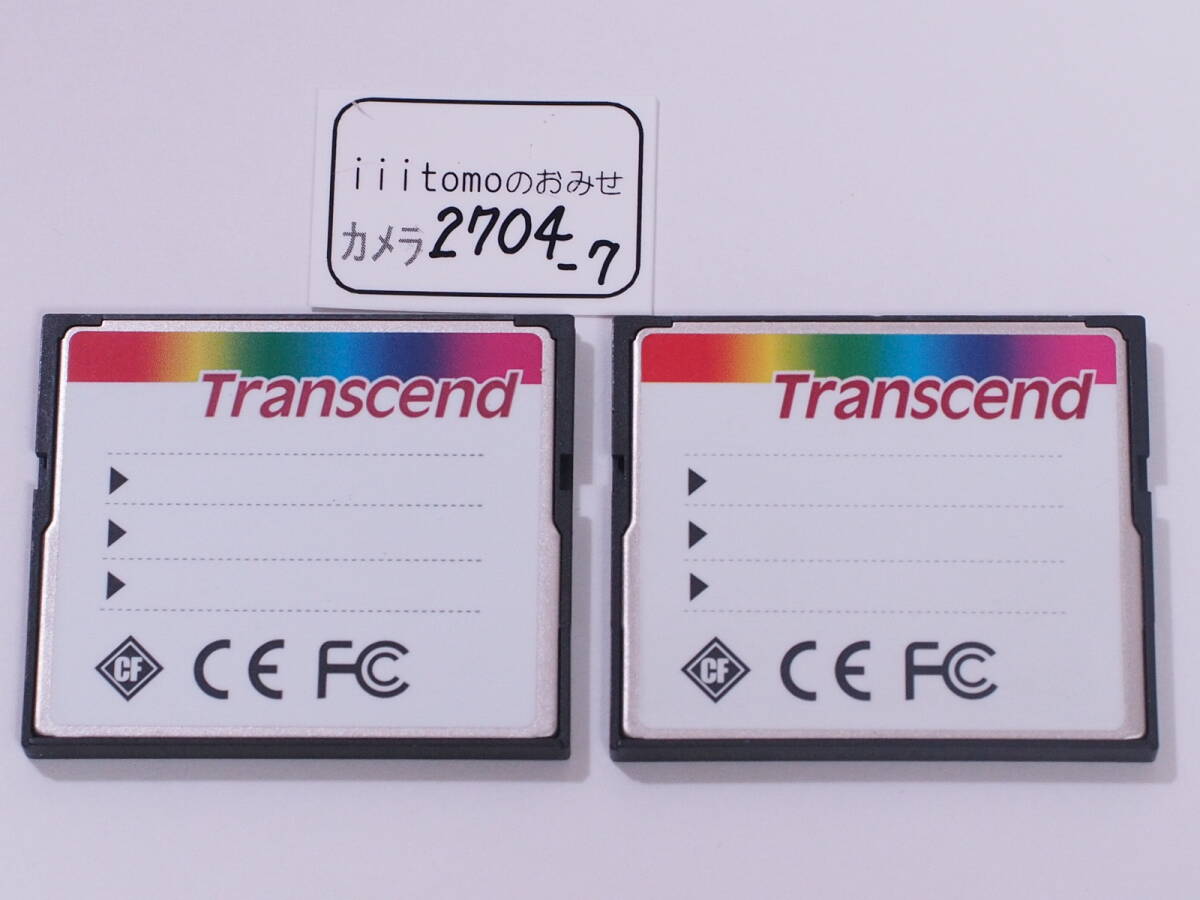 iiitomoのおみせ
カメラ2704-7
Transcend
CF CE FC
Transcend
CF CE FC